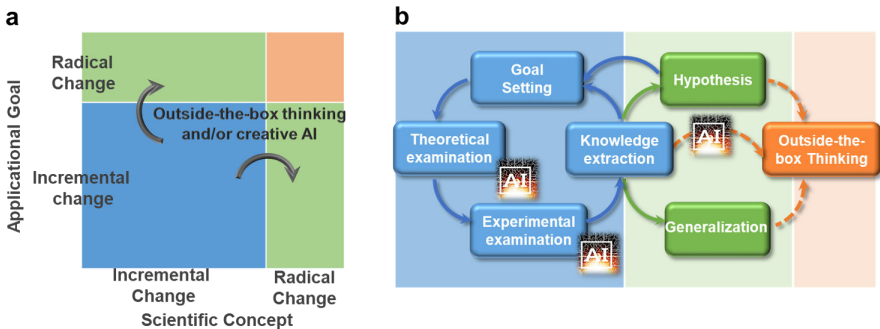 a
Applicational Goal
Radical
Change
Incremental
change
Outside-the-box thinking
and/or creative AI
Incremental
Change
Radical
Change
Scientific Concept
b
Goal
Setting
Hypothesis
Theoretical
examination
AI
Knowledge
extraction
AI
Outside-the-
box Thinking
Experimental
examination
AI
Generalization